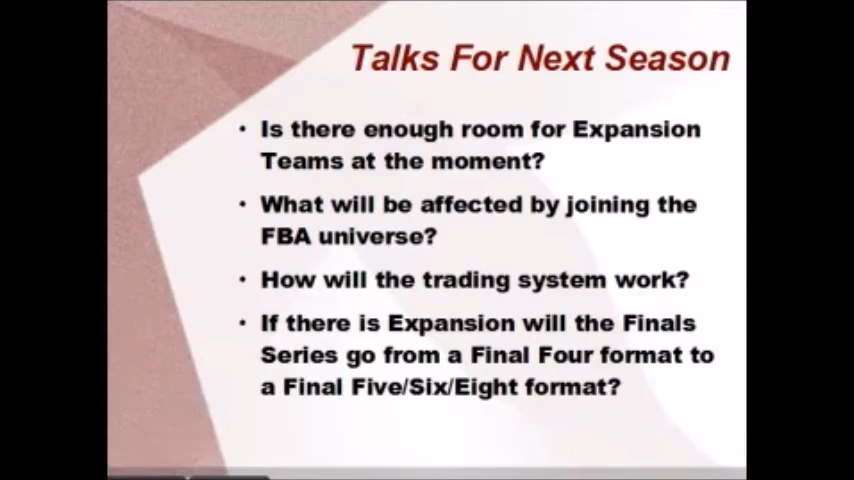 Talks For Next Season
• Is there enough room for Expansion
Teams at the moment?
• What will be affected by joining the
FBA universe?
• How will the trading system work?
• If there is Expansion will the Finals
Series go from a Final Four format to
a Final Five/Six/Eight format?